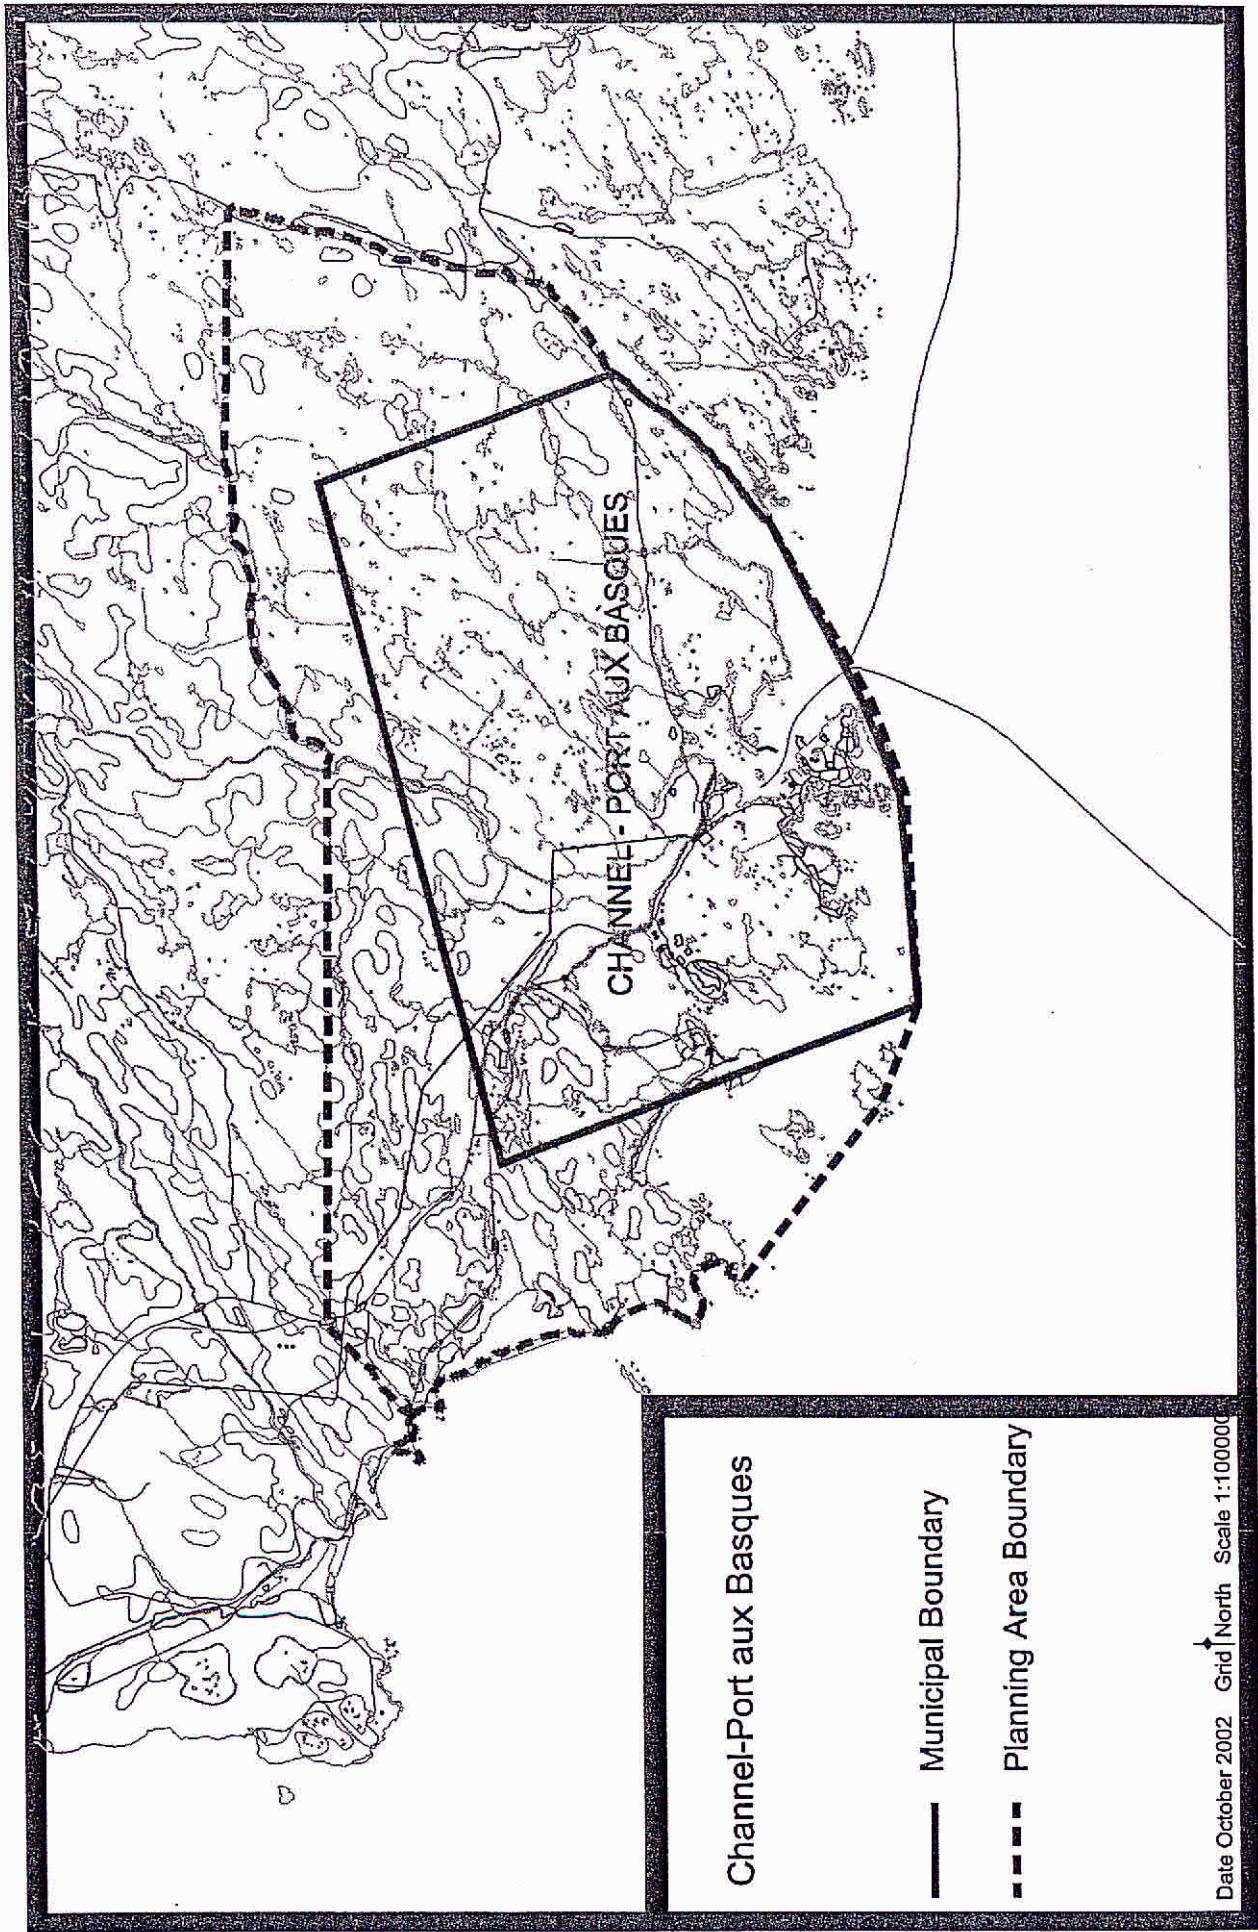 CHANNEL - PORT AUX BASQUES
Channel-Port aux Basques
Municipal Boundary
Planning Area Boundary
Date October 2002 Grid North Scale 1:100000